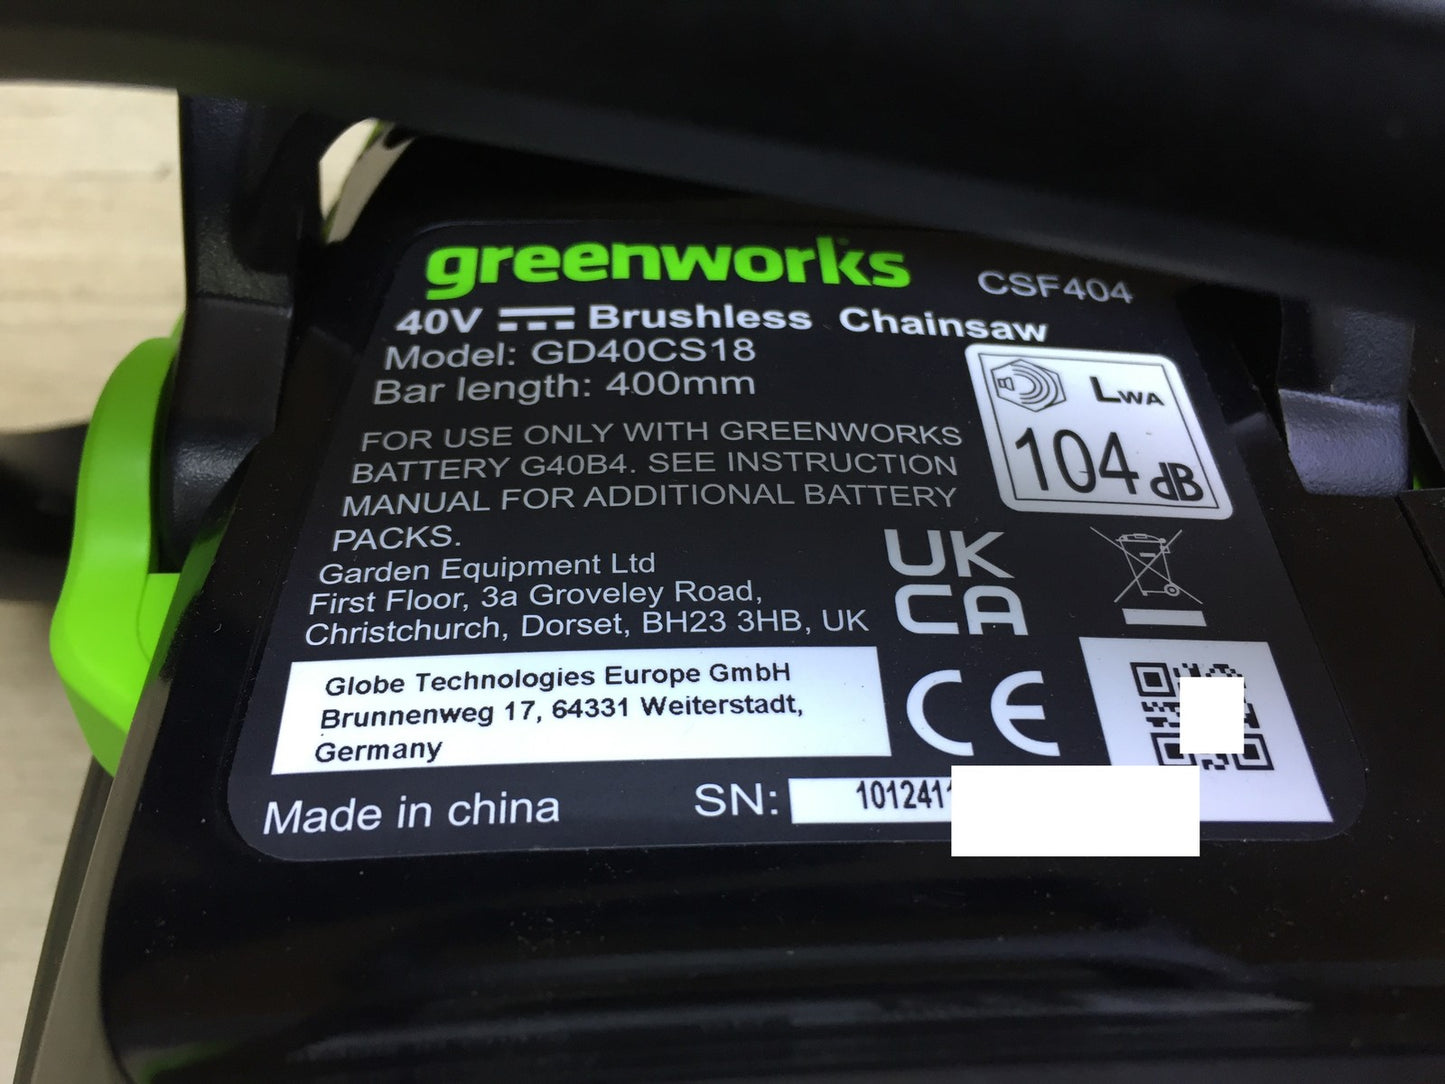 greenworks
CSF404
40V Brushless Chainsaw
Model: GD40CS18
Bar length: 400mm
LWA
104 dB
FOR USE ONLY WITH GREENWORKS
BATTERY G40B4. SEE INSTRUCTION
MANUAL FOR ADDITIONAL BATTERY
PACKS.
Garden Equipment Ltd
First Floor, 3a Groveley Road,
Christchurch, Dorset, BH23 3HB, UK
UK
CA
Globe Technologies Europe GmbH
Brunnenweg 17, 64331 Weiterstadt,
Germany
CE
Made in china
SN: 1012411